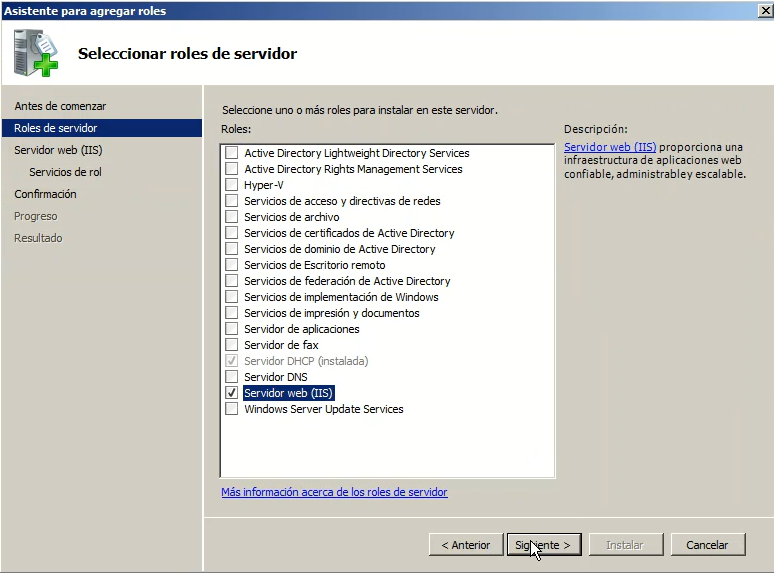 Asistente para agregar roles
Seleccionar roles de servidor
Antes de comenzar
Roles de servidor
Servidor web (IIS)
Servicios de rol
Confirmación
Progreso
Resultado
Seleccione uno o más roles para instalar en este servidor.
Roles:
Active Directory Lightweight Directory Services
Active Directory Rights Management Services
Hyper-V
Servicios de acceso y directivas de redes
Servicios de archivo
Servicios de certificados de Active Directory
Servicios de dominio de Active Directory
Servicios de Escritorio remoto
Servicios de federación de Active Directory
Servicios de implementación de Windows
Servicios de impresión y documentos
Servidor de aplicaciones
Servidor de fax
Servidor DHCP (instalada)
Servidor DNS
Servidor web (IIS)
Windows Server Update Services
Más información acerca de los roles de servidor
Descripción:
Servidor web (IIS) proporciona una
infraestructura de aplicaciones web
confiable, administrable y escalable.
< Anterior
Siguiente >
Instalar
Cancelar